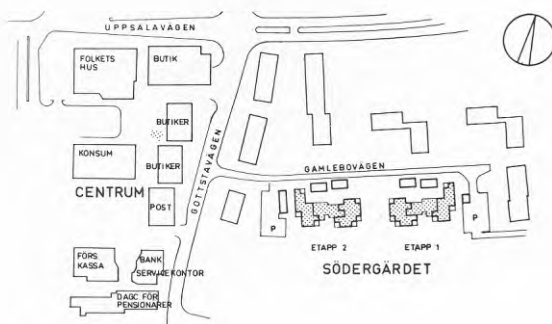 UPPSALAVÄGEN
FOLKETS
HUS
BUTIK
BUTIKER
KONSUM
BUTIKER
GOTTSTAVÄGEN
GAMLEBOVÄGEN
CENTRUM
POST
P
P
ETAPP 2
ETAPP 1
SÖDERGÄRDET
FÖRS.
KASSA
BANK
SERVICEKONTOR
DAGC FÖR
PENSIONÄRER